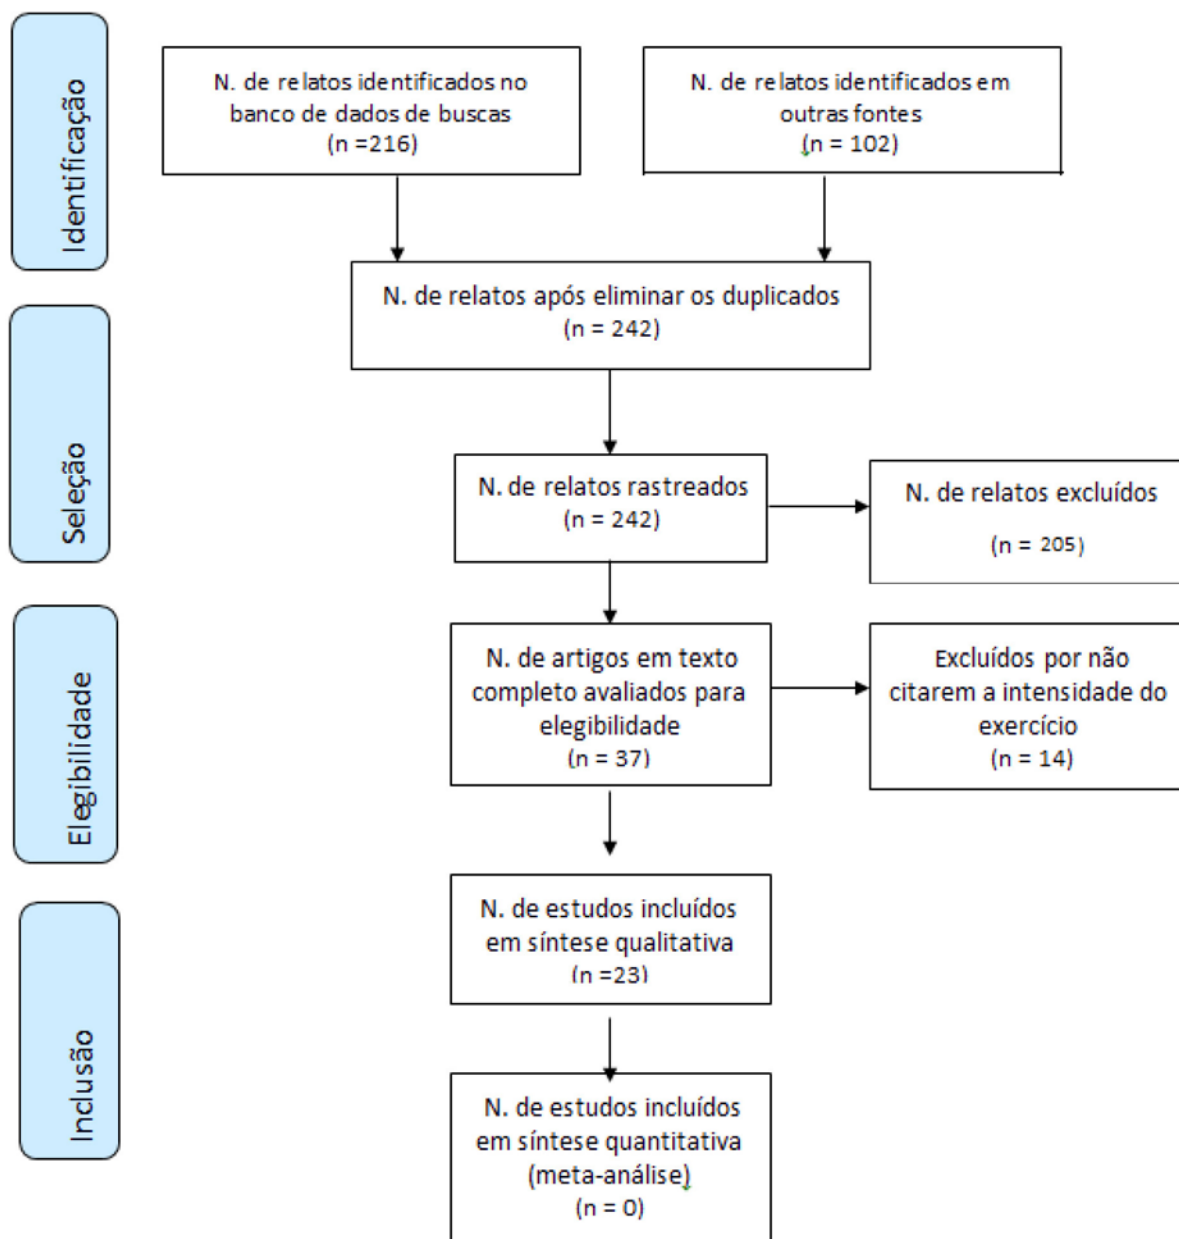 Identificação
N. de relatos identificados no
banco de dados de buscas
(n =216)
N. de relatos identificados em
outras fontes
(n = 102)
N. de relatos após eliminar os duplicados
(n = 242)
Seleção
N. de relatos rastreados
(n = 242)
N. de relatos excluídos
(n = 205)
Elegibilidade
N. de artigos em texto
completo avaliados para
elegibilidade
(n = 37)
Excluídos por não
citarem a intensidade do
exercício
(n = 14)
Inclusão
N. de estudos incluídos
em síntese qualitativa
(n =23)
N. de estudos incluídos
em síntese quantitativa
(meta-análise)
(n = 0)